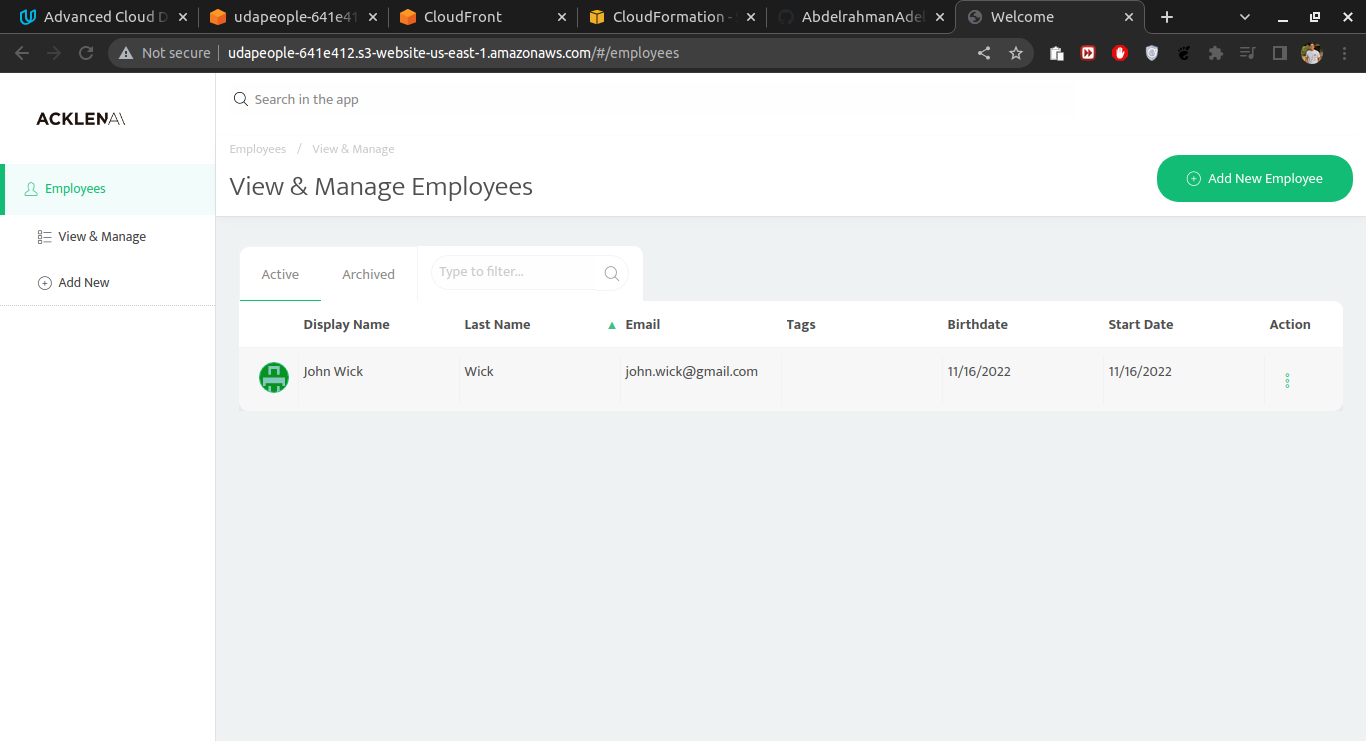 Advanced Cloud D
udapeople-641e41
CloudFront
CloudFormation - S
AbdelrahmanAdel
Welcome
Not secure
udapeople-641e412.s3-website-us-east-1.amazonaws.com/#/employees
ACKLENAV
Search in the app
Employees / View & Manage
View & Manage Employees
Add New Employee
Employees
View & Manage
Add New
Active
Archived
Type to filter...
Display Name Last Name ▲ Email Tags Birthdate Start Date Action
John Wick Wick john.wick@gmail.com 11/16/2022 11/16/2022